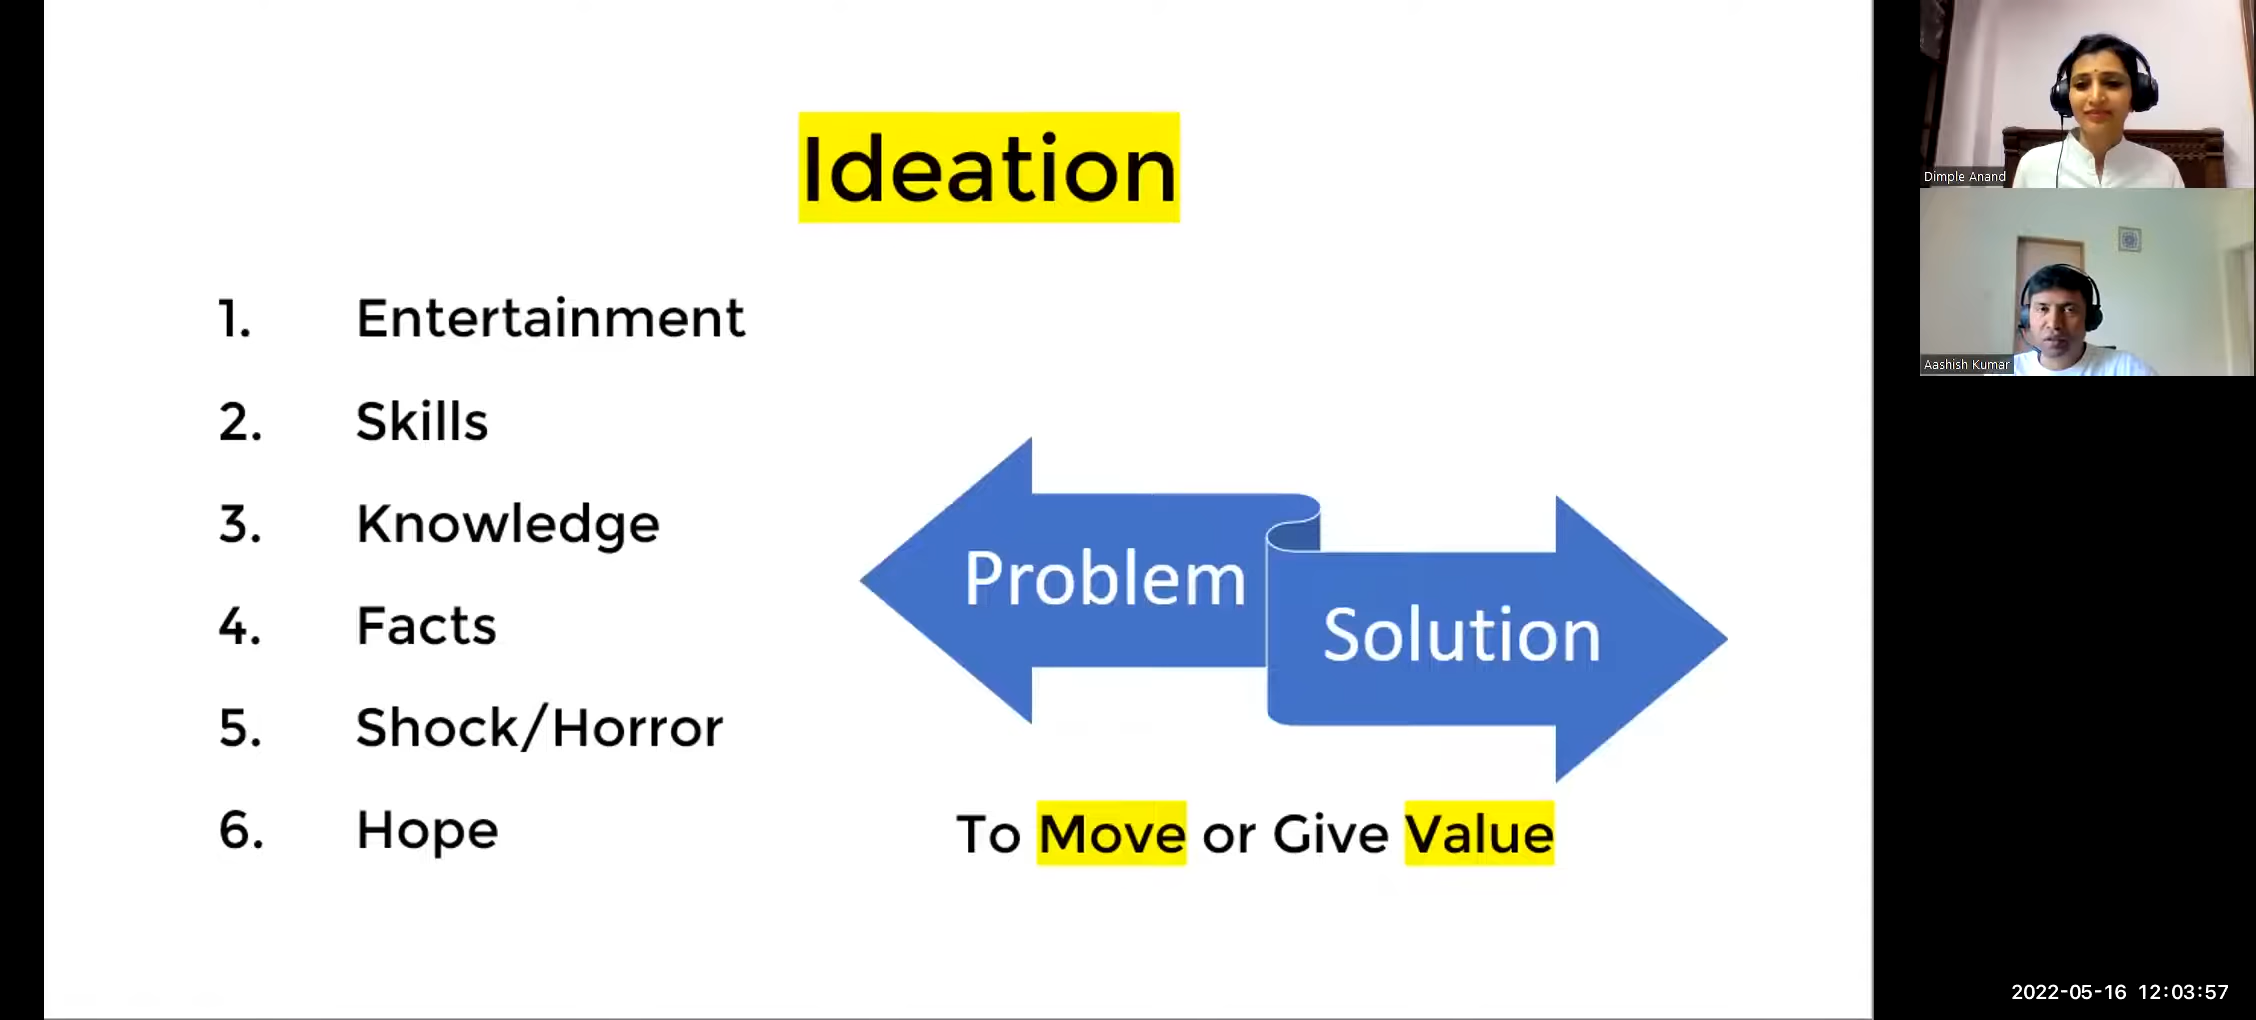 Ideation
1. Entertainment
2. Skills
3. Knowledge
4. Facts
5. Shock/Horror
6. Hope
Problem
Solution
To Move or Give Value
Dimple Anand
Aashish Kumar
2022-05-16 12:03:57